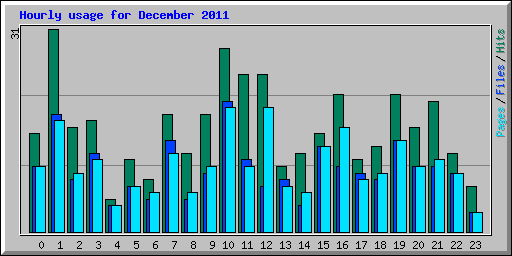 Hourly usage for December 2011
31
Pages/Files/Hits
0 1 2 3 4 5 6 7 8 9 10 11 12 13 14 15 16 17 18 19 20 21 22 23